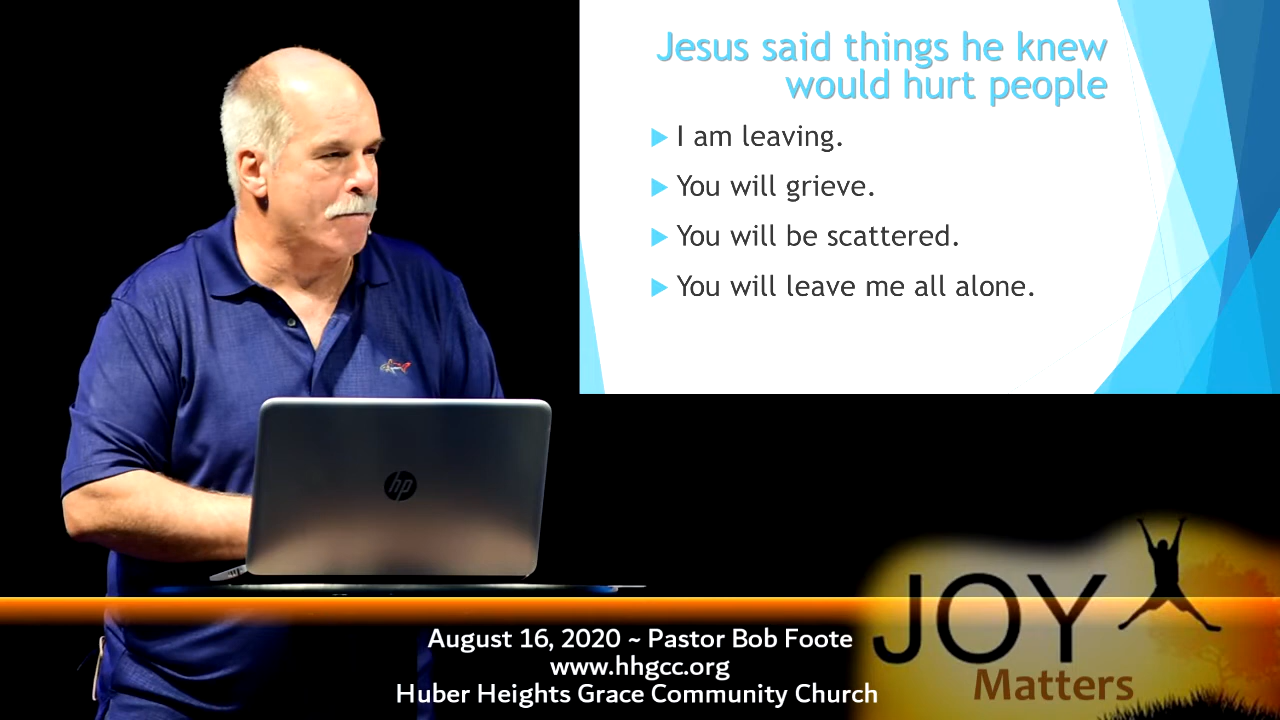 Jesus said things he knew
would hurt people
I am leaving.
You will grieve.
You will be scattered.
You will leave me all alone.
hp
JOY
Matters
August 16, 2020 ~ Pastor Bob Foote
www.hhgcc.org
Huber Heights Grace Community Church